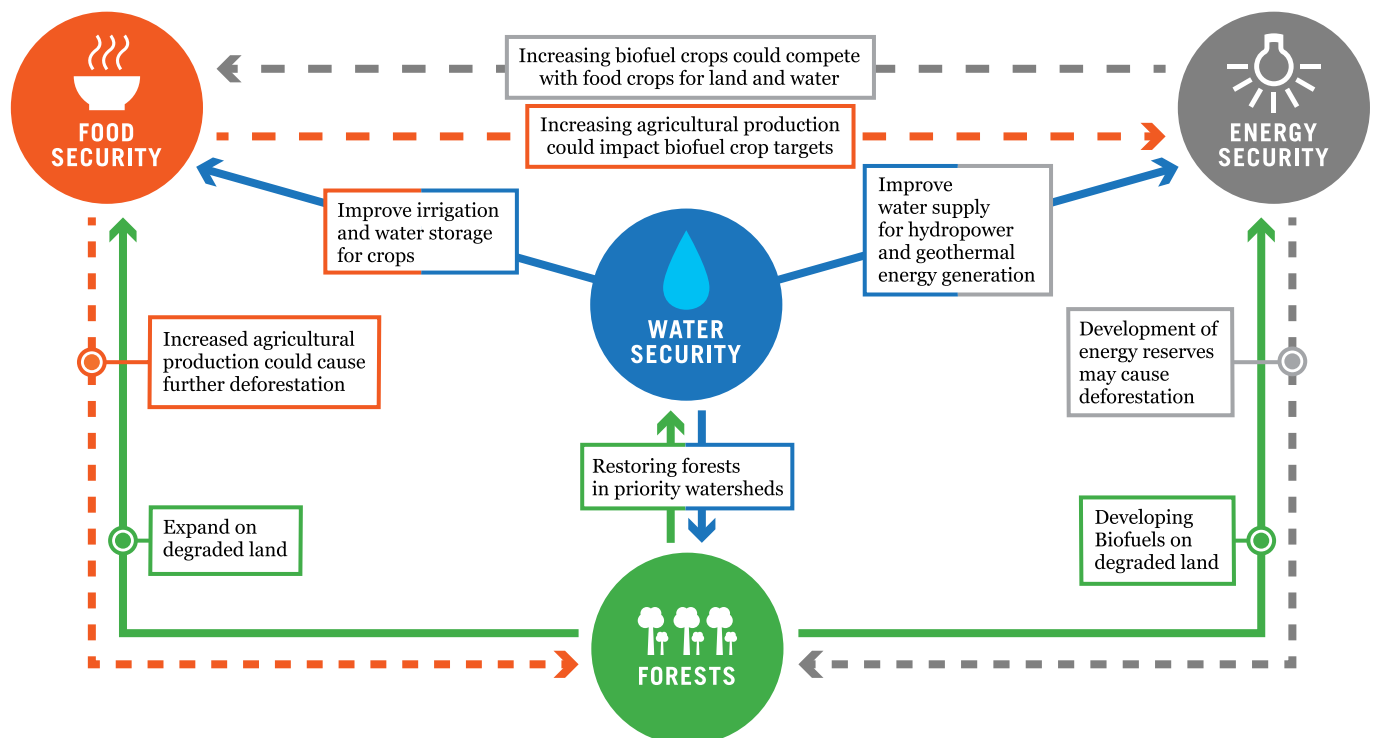 FOOD
SECURITY
Increasing biofuel crops could compete
with food crops for land and water
Increasing agricultural production
could impact biofuel crop targets
ENERGY
SECURITY
Improve irrigation
and water storage
for crops
Improve
water supply
for hydropower
and geothermal
energy generation
WATER
SECURITY
Increased agricultural
production could cause
further deforestation
Development of
energy reserves
may cause
deforestation
Restoring forests
in priority watersheds
Expand on
degraded land
Developing
Biofuels on
degraded land
FORESTS